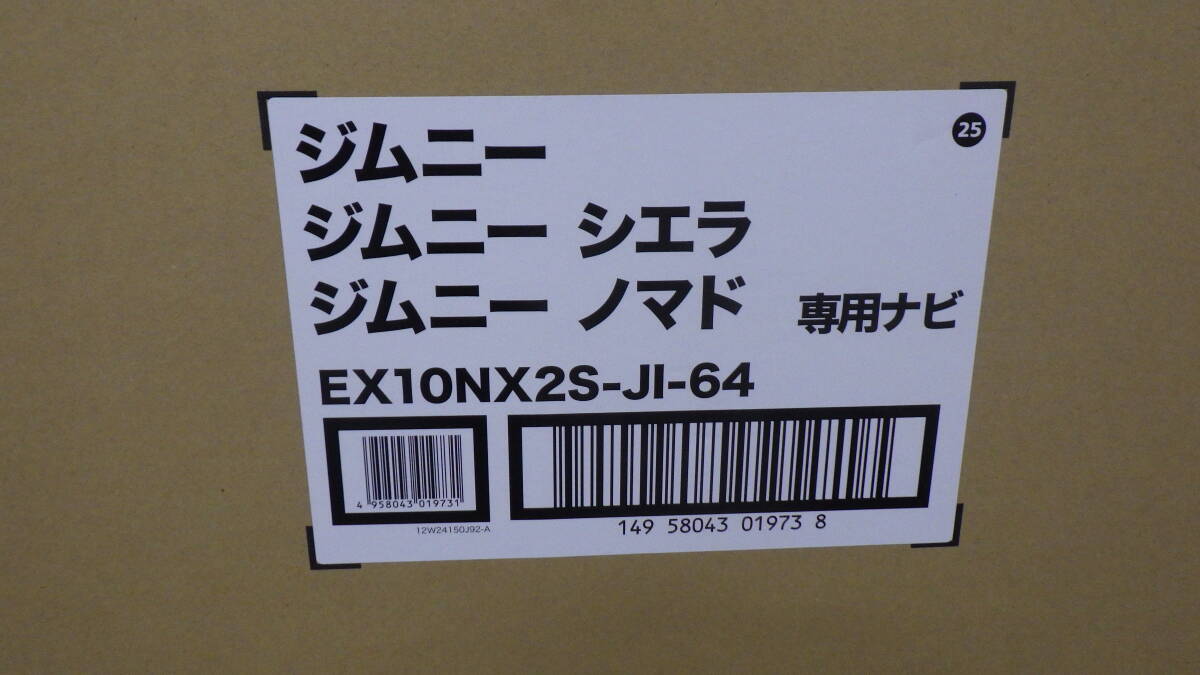 25
ジムニー
ジムニー シエラ
ジムニー ノマド 専用ナビ
EX10NX2S-JI-64
4 958043 019731
12W24150J92-A
149 58043 01973 8